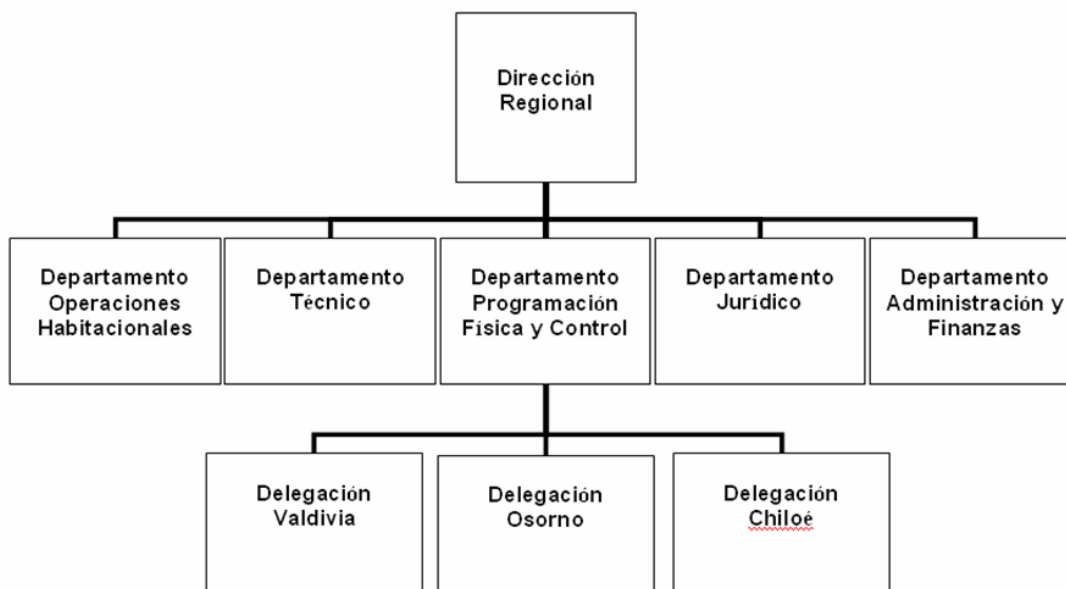 Dirección
Regional
Departamento
Operaciones
Habitacionales
Departamento
Técnico
Departamento
Programación
Física y Control
Departamento
Jurídico
Departamento
Administración y
Finanzas
Delegación
Valdivia
Delegación
Osorno
Delegación
Chiloé